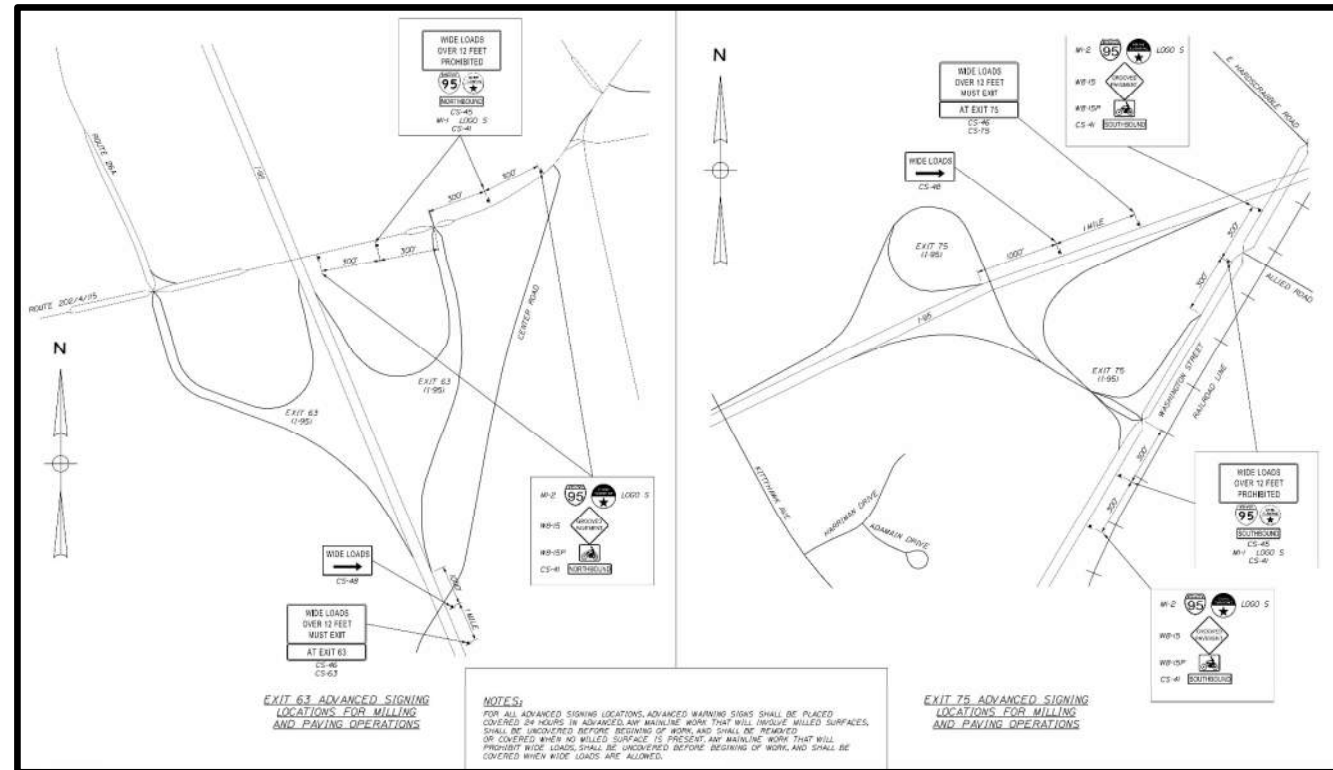 WIDE LOADS
OVER 12 FEET
PROHIBITED
95
NORTHBOUND
CS-45
M1-1 LOGO S
CS-41
N
ROUTE 26A
I-95
300'
300'
300'
300'
ROUTE 202/4/115
N
EXIT 63
(I-95)
EXIT 63
(I-95)
CENTER ROAD
M1-2 95 LOGO S
W8-15 GROOVED
PAVEMENT
W8-15P
CS-41 NORTHBOUND
WIDE LOADS
CS-48
1000'
1 MILE
WIDE LOADS
OVER 12 FEET
MUST EXIT
AT EXIT 63
CS-46
CS-63
EXIT 63 ADVANCED SIGNING
LOCATIONS FOR MILLING
AND PAVING OPERATIONS
NOTES:
FOR ALL ADVANCED SIGNING LOCATIONS, ADVANCED WARNING SIGNS SHALL BE PLACED
COVERED 24 HOURS IN ADVANCED. ANY MAINLINE WORK THAT WILL INVOLVE MILLED SURFACES,
SHALL BE UNCOVERED BEFORE BEGINING OF WORK, AND SHALL BE REMOVED
OR COVERED WHEN NO MILLED SURFACE IS PRESENT. ANY MAINLINE WORK THAT WILL
PROHIBIT WIDE LOADS, SHALL BE UNCOVERED BEFORE BEGINING OF WORK, AND SHALL BE
COVERED WHEN WIDE LOADS ARE ALLOWED.
N
WIDE LOADS
OVER 12 FEET
MUST EXIT
AT EXIT 75
CS-46
CS-75
M1-2 95 LOGO S
W8-15 GROOVED
PAVEMENT
W8-15P
CS-41 SOUTHBOUND
E HARDSCRABBLE ROAD
WIDE LOADS
CS-48
1 MILE
1000'
EXIT 75
(I-95)
I-95
300'
300'
ALLIED ROAD
EXIT 75
(I-95)
WASHINGTON STREET
RAILROAD LINE
300'
300'
KITTYHAWK AVE
HARRIMAN DRIVE
ADAMAIN DRIVE
WIDE LOADS
OVER 12 FEET
PROHIBITED
95
SOUTHBOUND
CS-45
M1-1 LOGO S
CS-41
M1-2 95 LOGO S
W8-15 GROOVED
PAVEMENT
W8-15P
CS-41 SOUTHBOUND
EXIT 75 ADVANCED SIGNING
LOCATIONS FOR MILLING
AND PAVING OPERATIONS